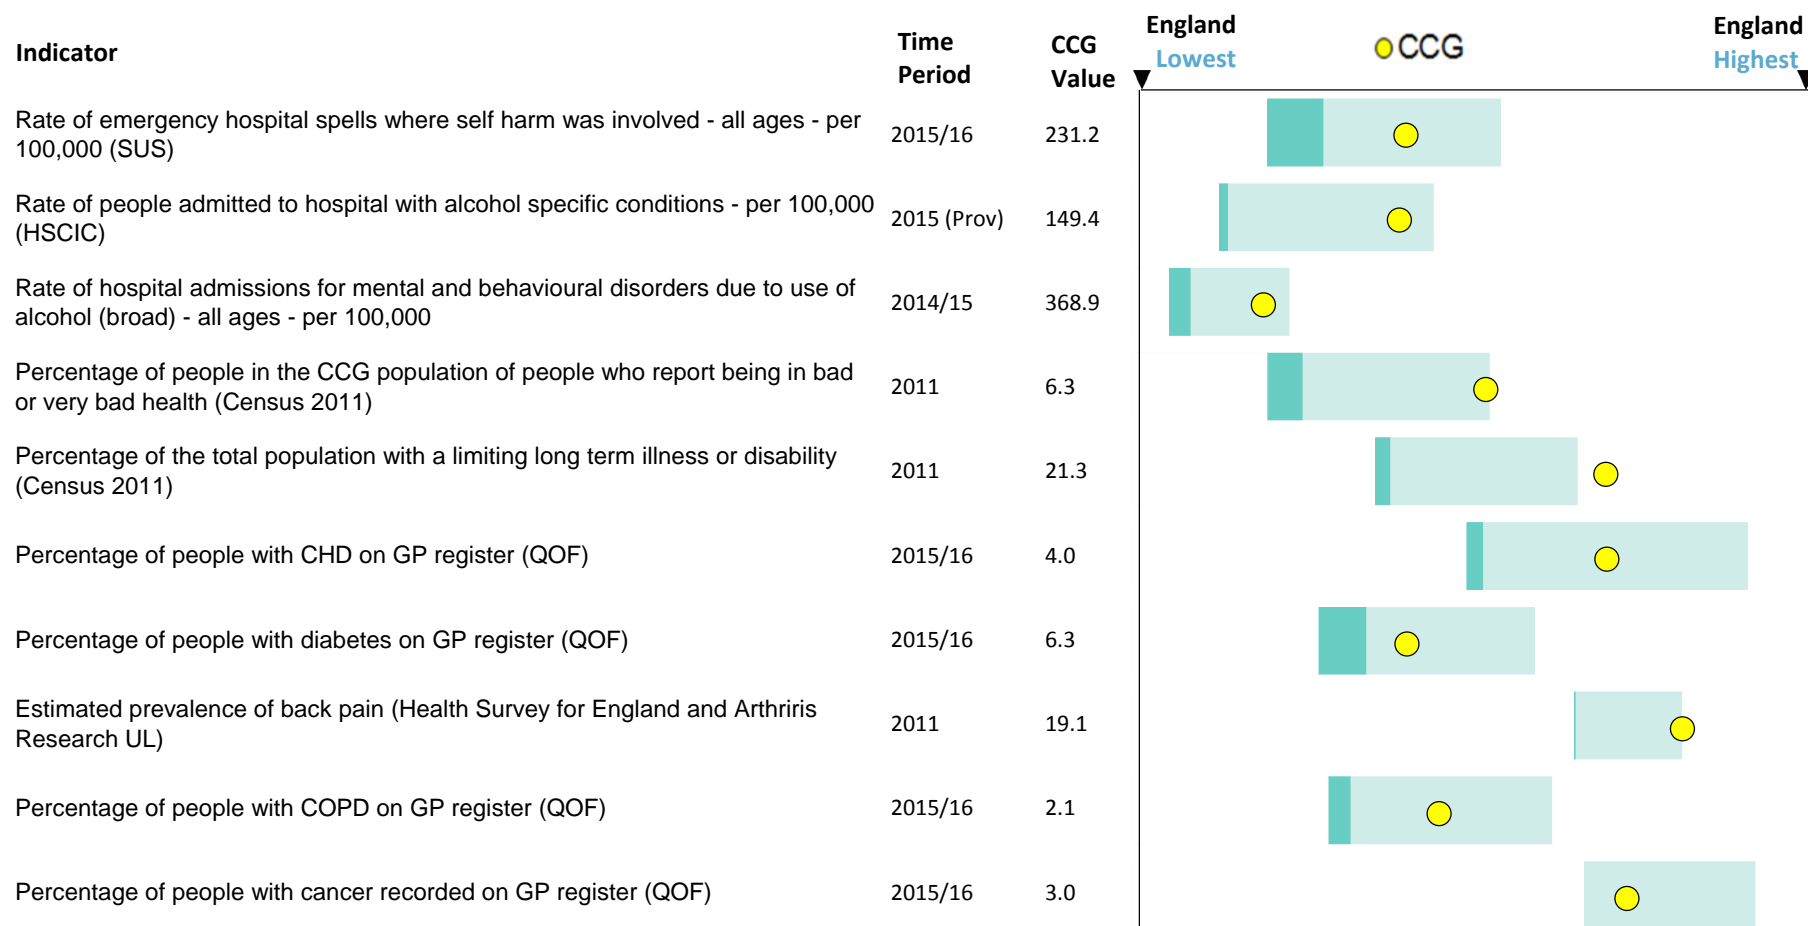 Indicator
Time
Period
CCG
Value
England
Lowest
CCG
England
Highest
Rate of emergency hospital spells where self harm was involved - all ages - per
100,000 (SUS)
2015/16
231.2
Rate of people admitted to hospital with alcohol specific conditions - per 100,000
(HSCIC)
2015 (Prov)
149.4
Rate of hospital admissions for mental and behavioural disorders due to use of
alcohol (broad) - all ages - per 100,000
2014/15
368.9
Percentage of people in the CCG population of people who report being in bad
or very bad health (Census 2011)
2011
6.3
Percentage of the total population with a limiting long term illness or disability
(Census 2011)
2011
21.3
Percentage of people with CHD on GP register (QOF)
2015/16
4.0
Percentage of people with diabetes on GP register (QOF)
2015/16
6.3
Estimated prevalence of back pain (Health Survey for England and Arthriris
Research UL)
2011
19.1
Percentage of people with COPD on GP register (QOF)
2015/16
2.1
Percentage of people with cancer recorded on GP register (QOF)
2015/16
3.0